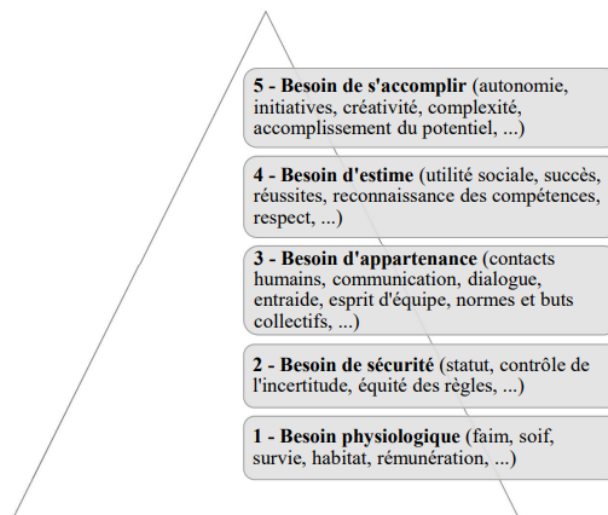 5 - Besoin de s'accomplir (autonomie,
initiatives, créativité, complexité,
accomplissement du potentiel, ...)
4 - Besoin d'estime (utilité sociale, succès,
réussites, reconnaissance des compétences,
respect, ...)
3 - Besoin d'appartenance (contacts
humains, communication, dialogue,
entraide, esprit d'équipe, normes et buts
collectifs, ...)
2 - Besoin de sécurité (statut, contrôle de
l'incertitude, équité des règles, ...)
1 - Besoin physiologique (faim, soif,
survie, habitat, rémunération, ...)